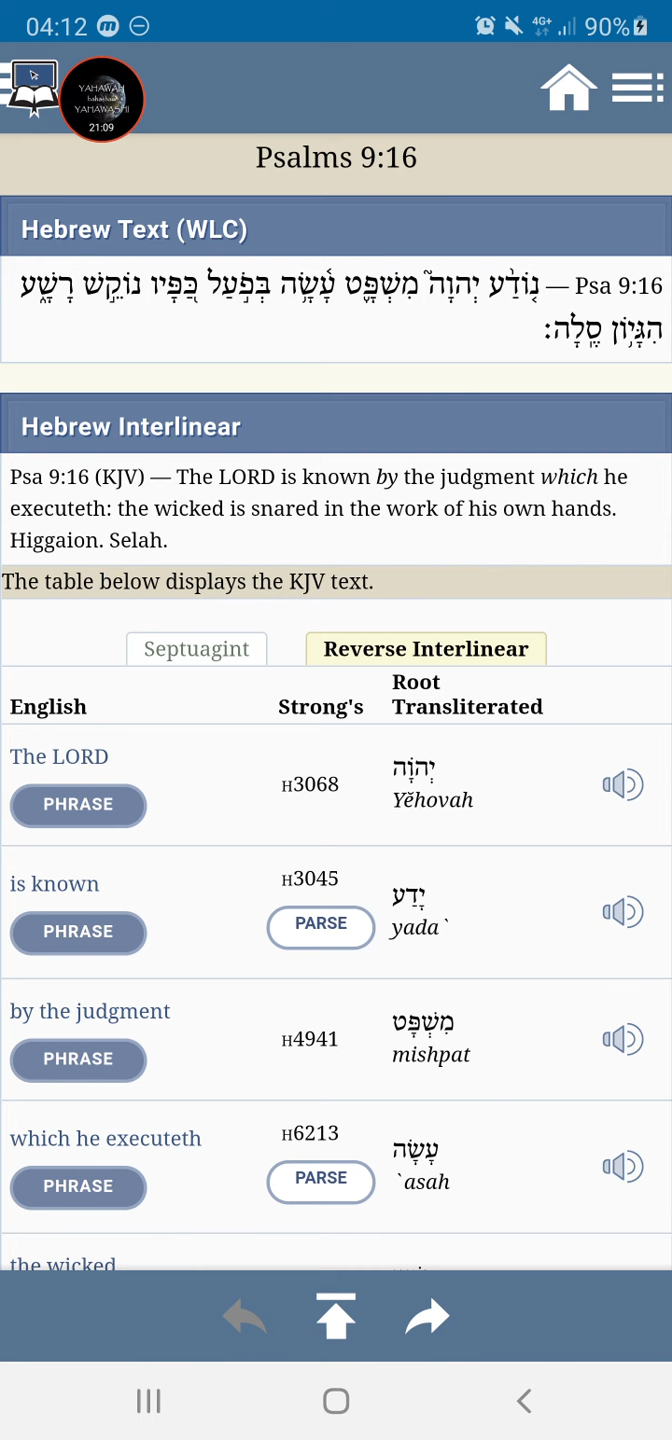 04:12 4G+ 90%
YAHAWAH
bahasham
YAHAWASHI
21:09
Psalms 9:16
Hebrew Text (WLC)
Psa 9:16 — נ֤וֹדַ֨ע יְהוָה֮ מִשְׁפָּ֪ט עָ֫שָׂ֥ה בְּפֹ֣עַל כַּ֭פָּיו נוֹקֵ֣שׁ רָשָׁ֑ע
הִגָּי֥וֹן סֶֽלָה׃
Hebrew Interlinear
Psa 9:16 (KJV) — The LORD is known by the judgment which he
executeth: the wicked is snared in the work of his own hands.
Higgaion. Selah.
The table below displays the KJV text.
Septuagint Reverse Interlinear
English Strong's Root Transliterated
The LORD
PHRASE
H3068
יְהֹוָה
Yĕhovah
is known
PHRASE
H3045
PARSE
יָדַע
yada`
by the judgment
PHRASE
H4941
מִשְׁפָּט
mishpat
which he executeth
PHRASE
H6213
PARSE
עָשָׂה
`asah
the wicked